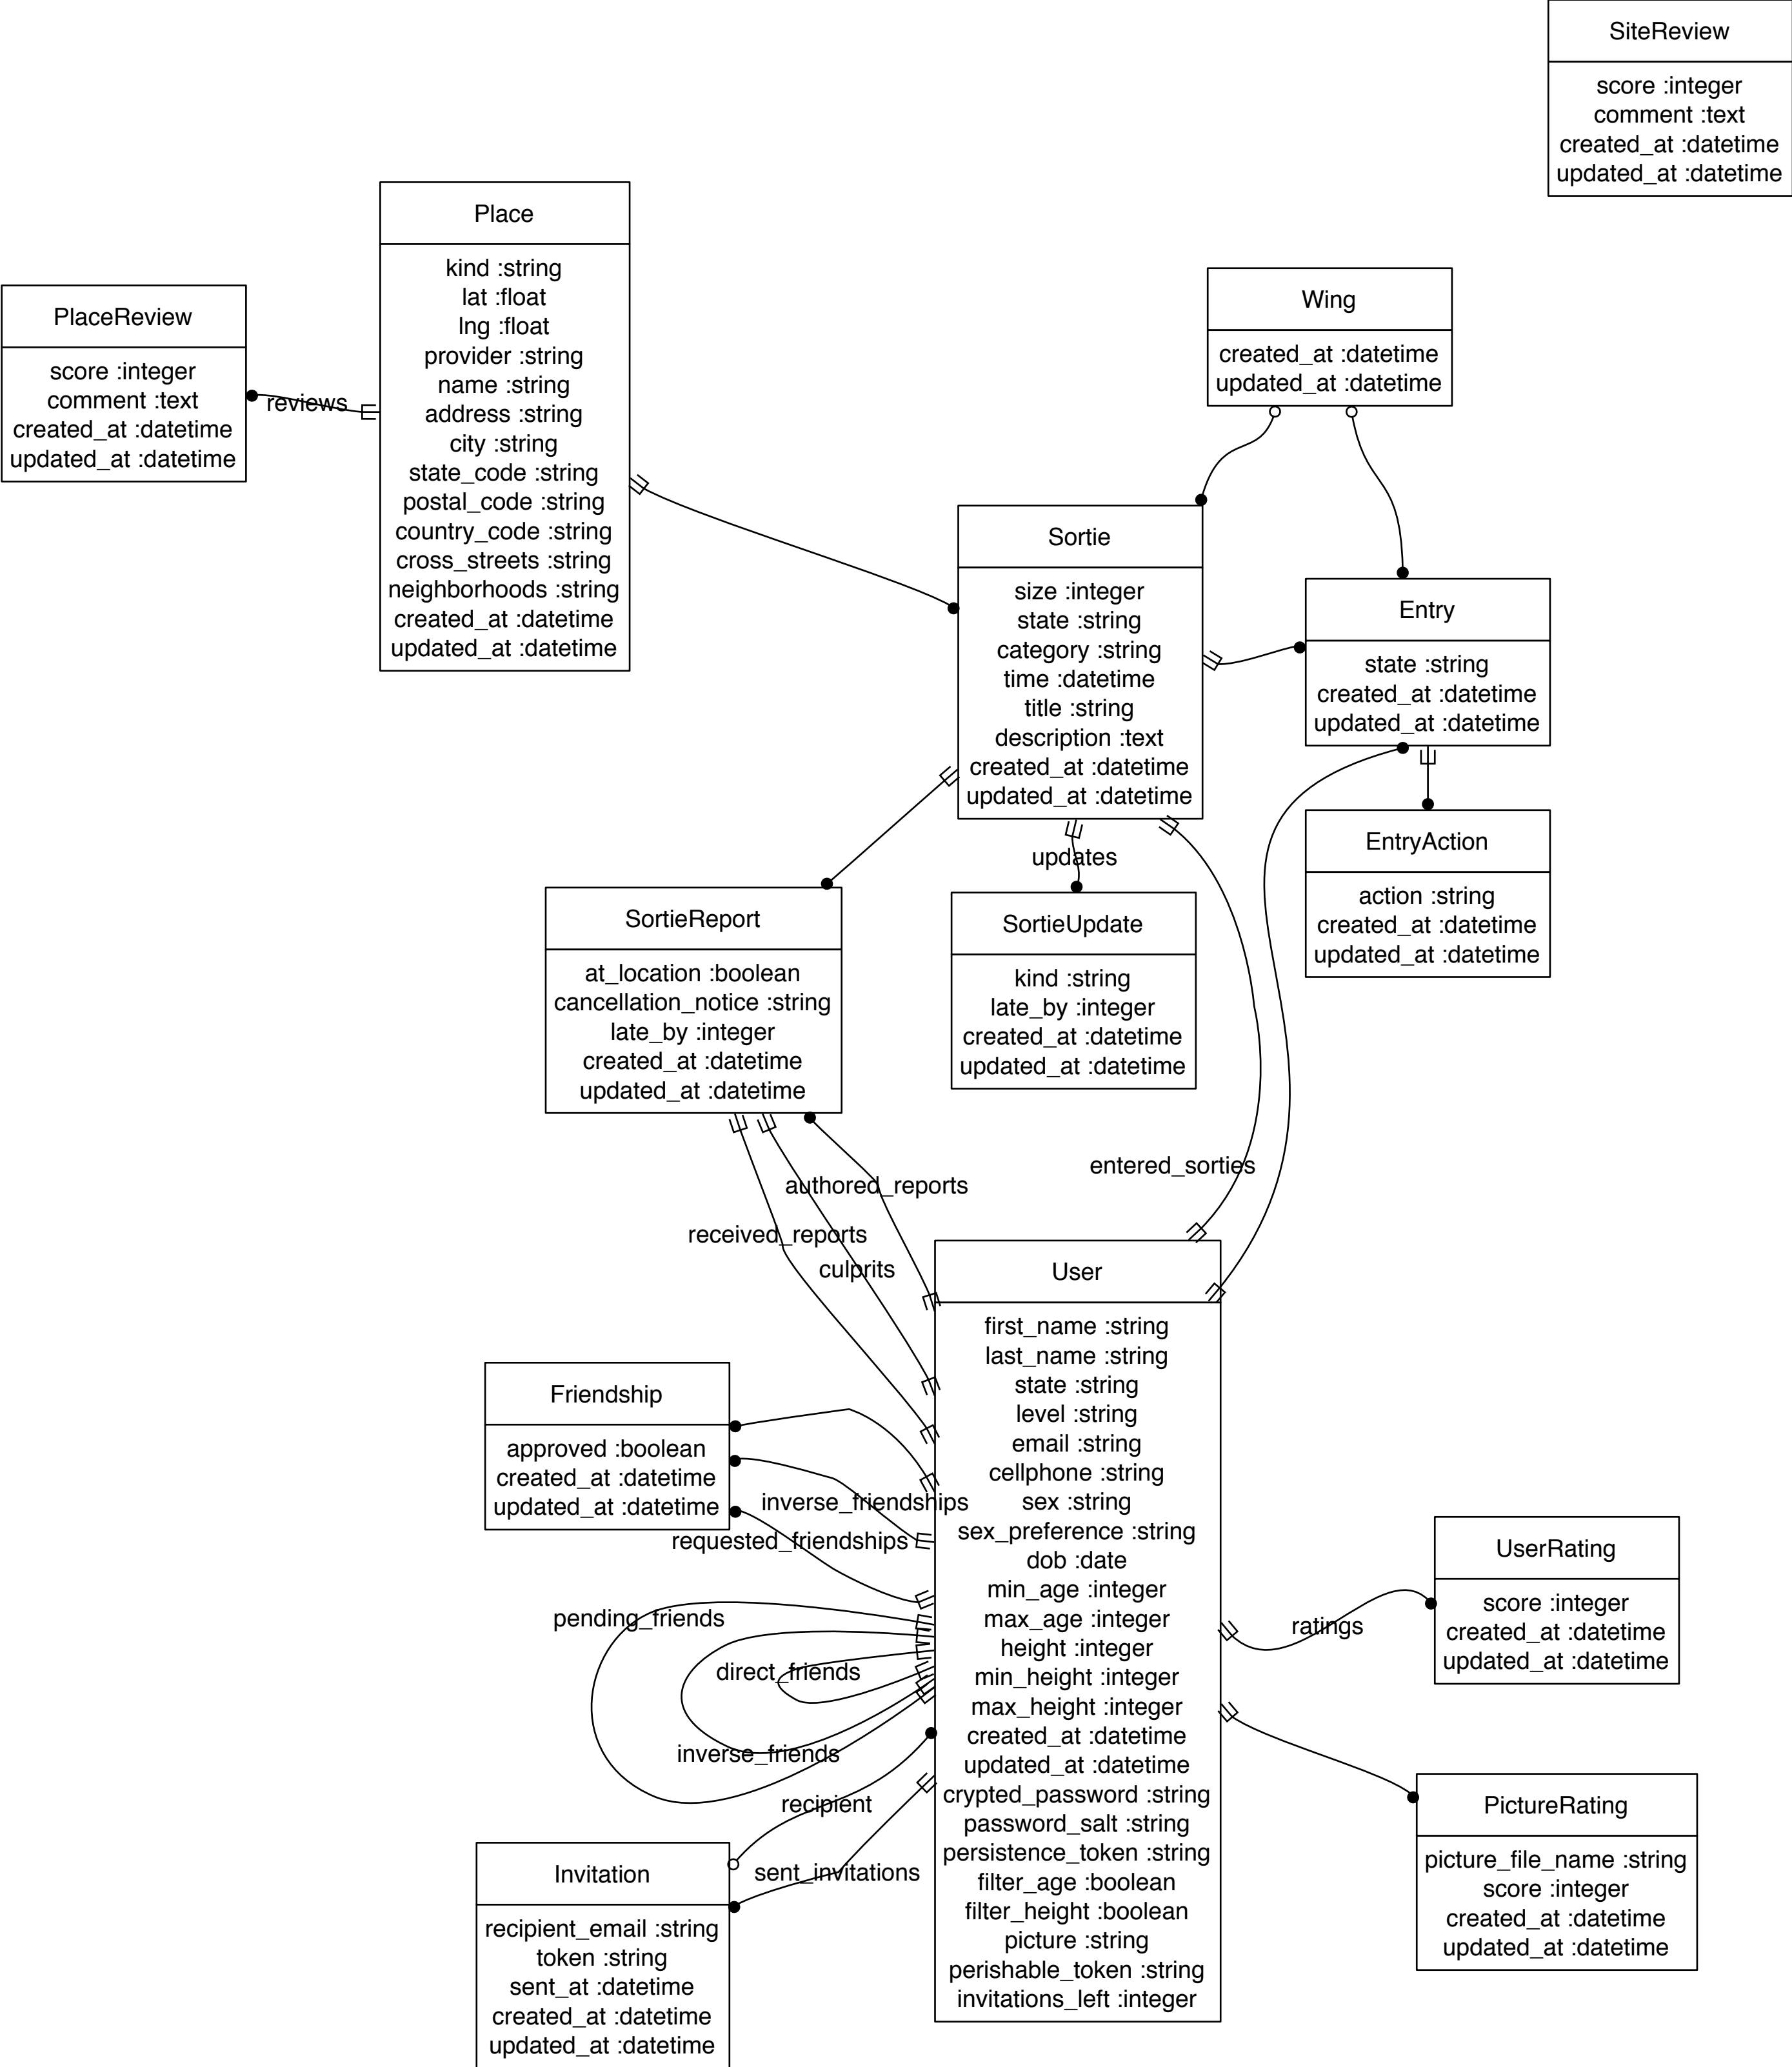 SiteReview
score :integer
comment :text
created_at :datetime
updated_at :datetime
Place
kind :string
lat :float
lng :float
provider :string
name :string
address :string
city :string
state_code :string
postal_code :string
country_code :string
cross_streets :string
neighborhoods :string
created_at :datetime
updated_at :datetime
PlaceReview
score :integer
comment :text
created_at :datetime
updated_at :datetime
reviews
Wing
created_at :datetime
updated_at :datetime
Sortie
size :integer
state :string
category :string
time :datetime
title :string
description :text
created_at :datetime
updated_at :datetime
Entry
state :string
created_at :datetime
updated_at :datetime
EntryAction
action :string
created_at :datetime
updated_at :datetime
updates
SortieReport
at_location :boolean
cancellation_notice :string
late_by :integer
created_at :datetime
updated_at :datetime
SortieUpdate
kind :string
late_by :integer
created_at :datetime
updated_at :datetime
entered_sorties
authored_reports
received_reports
culprits
User
first_name :string
last_name :string
state :string
level :string
email :string
cellphone :string
sex :string
sex_preference :string
dob :date
min_age :integer
max_age :integer
height :integer
min_height :integer
max_height :integer
created_at :datetime
updated_at :datetime
crypted_password :string
password_salt :string
persistence_token :string
filter_age :boolean
filter_height :boolean
picture :string
perishable_token :string
invitations_left :integer
Friendship
approved :boolean
created_at :datetime
updated_at :datetime
inverse_friendships
requested_friendships
pending_friends
direct_friends
inverse_friends
recipient
sent_invitations
UserRating
score :integer
created_at :datetime
updated_at :datetime
ratings
PictureRating
picture_file_name :string
score :integer
created_at :datetime
updated_at :datetime
Invitation
recipient_email :string
token :string
sent_at :datetime
created_at :datetime
updated_at :datetime